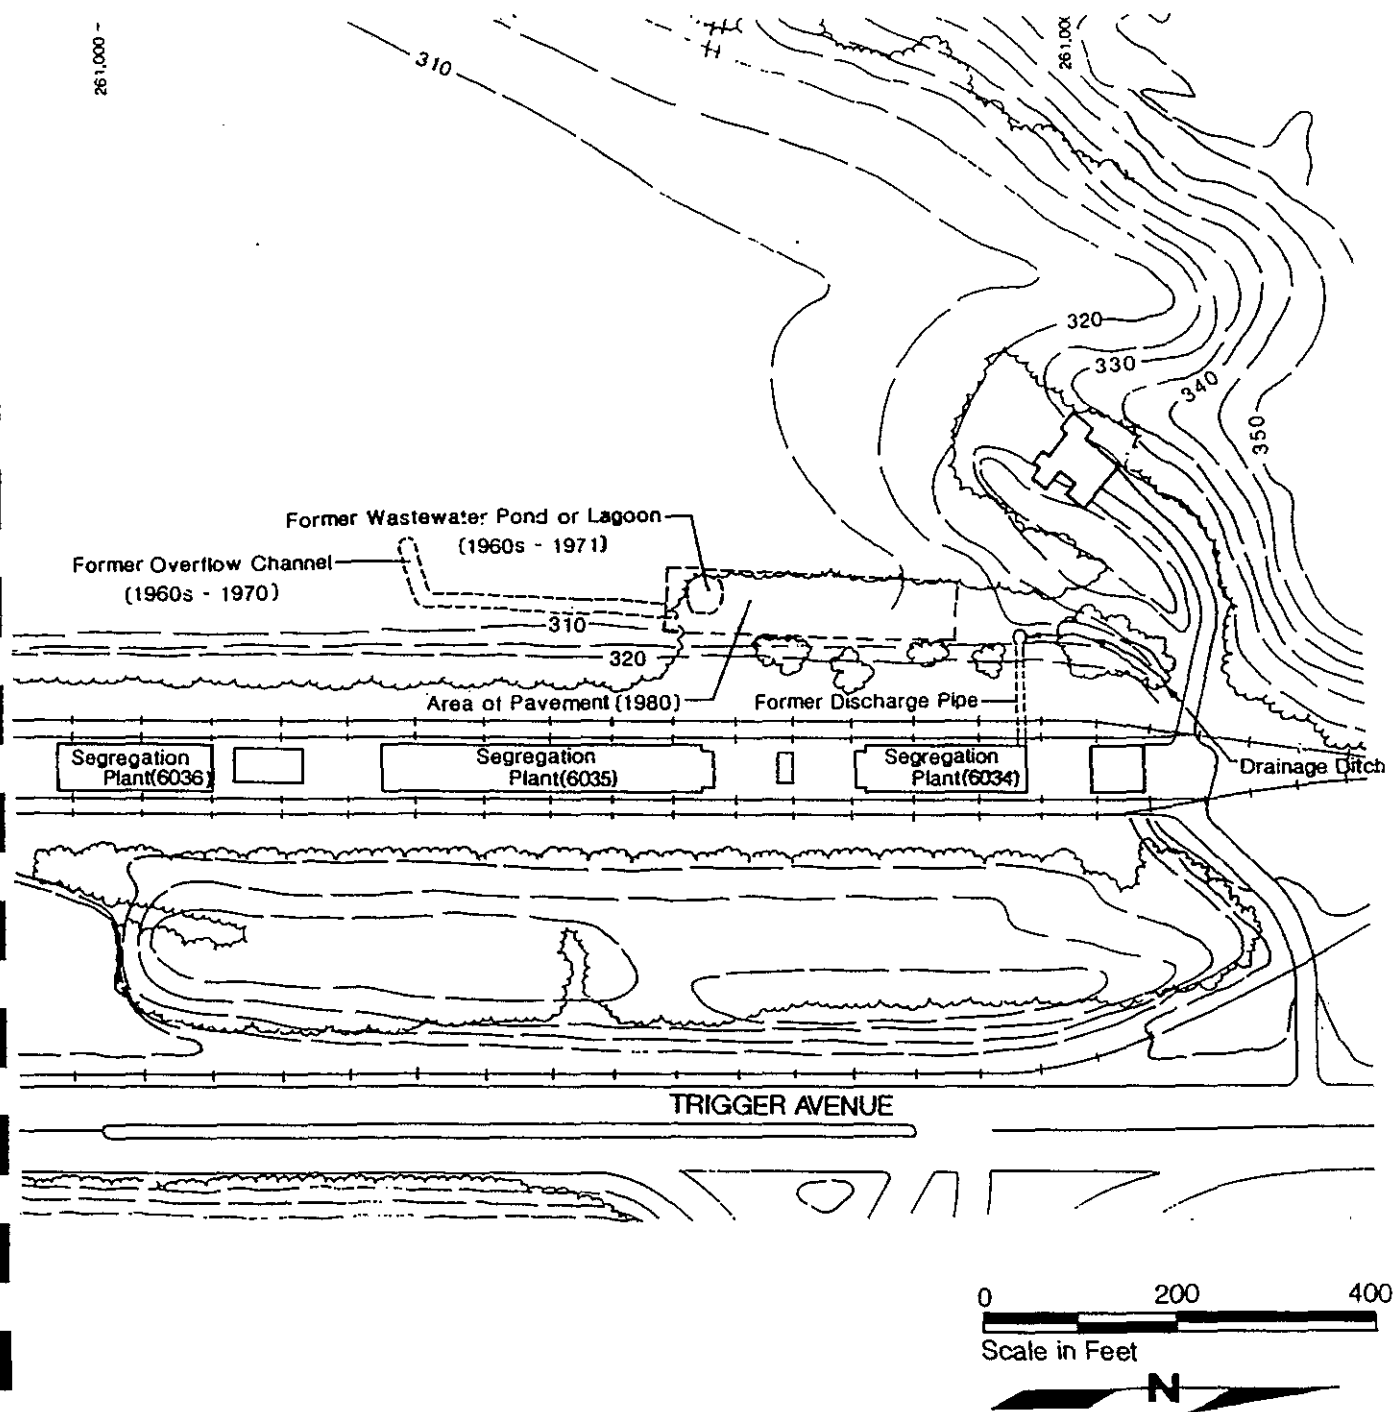 261,000 -
261,00
310
320
330
340
350
Former Wastewater Pond or Lagoon
(1960s - 1971)
Former Overflow Channel
(1960s - 1970)
310
320
Area of Pavement (1980)
Former Discharge Pipe
Segregation
Plant(6036)
Segregation
Plant(6035)
Segregation
Plant(6034)
Drainage Ditch
TRIGGER AVENUE
0 200 400
Scale in Feet
N